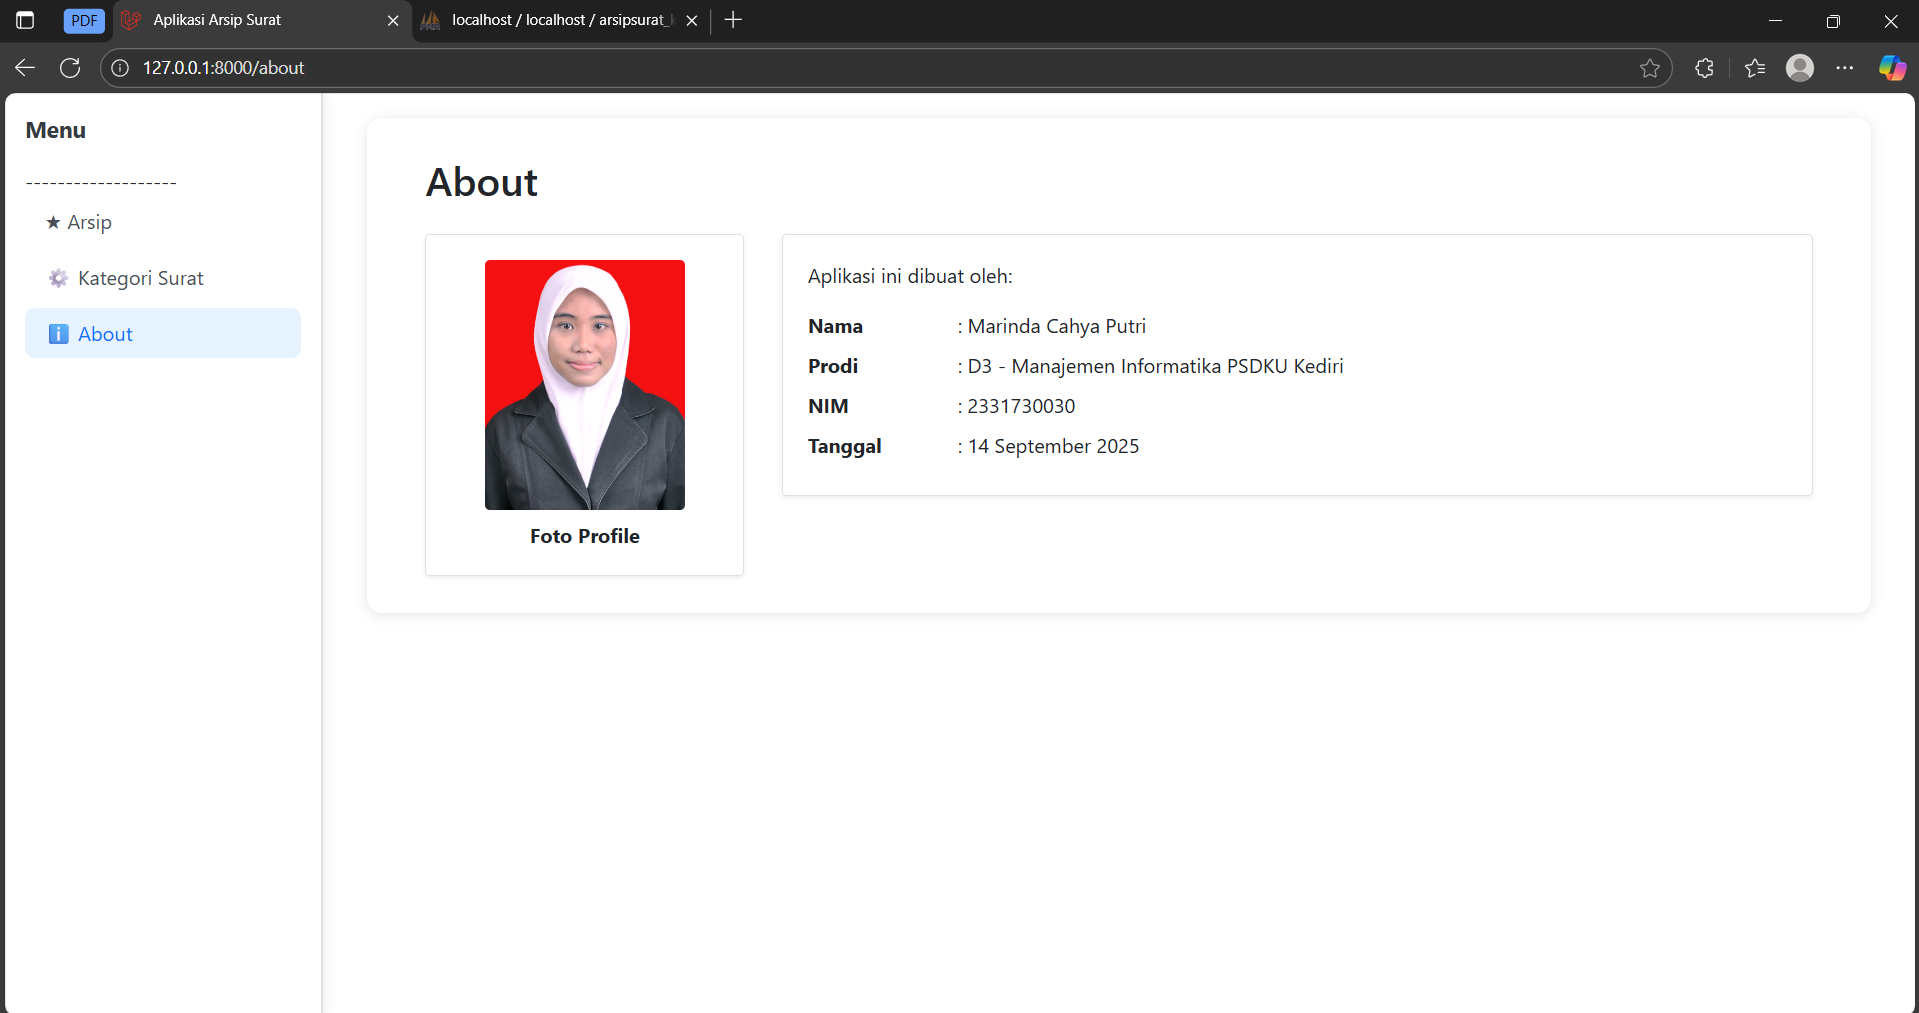 PDF
Aplikasi Arsip Surat
localhost / localhost / arsipsurat_
127.0.0.1:8000/about
Menu
-------------------
★ Arsip
Kategori Surat
About
About
Foto Profile
Aplikasi ini dibuat oleh:
Nama : Marinda Cahya Putri
Prodi : D3 - Manajemen Informatika PSDKU Kediri
NIM : 2331730030
Tanggal : 14 September 2025